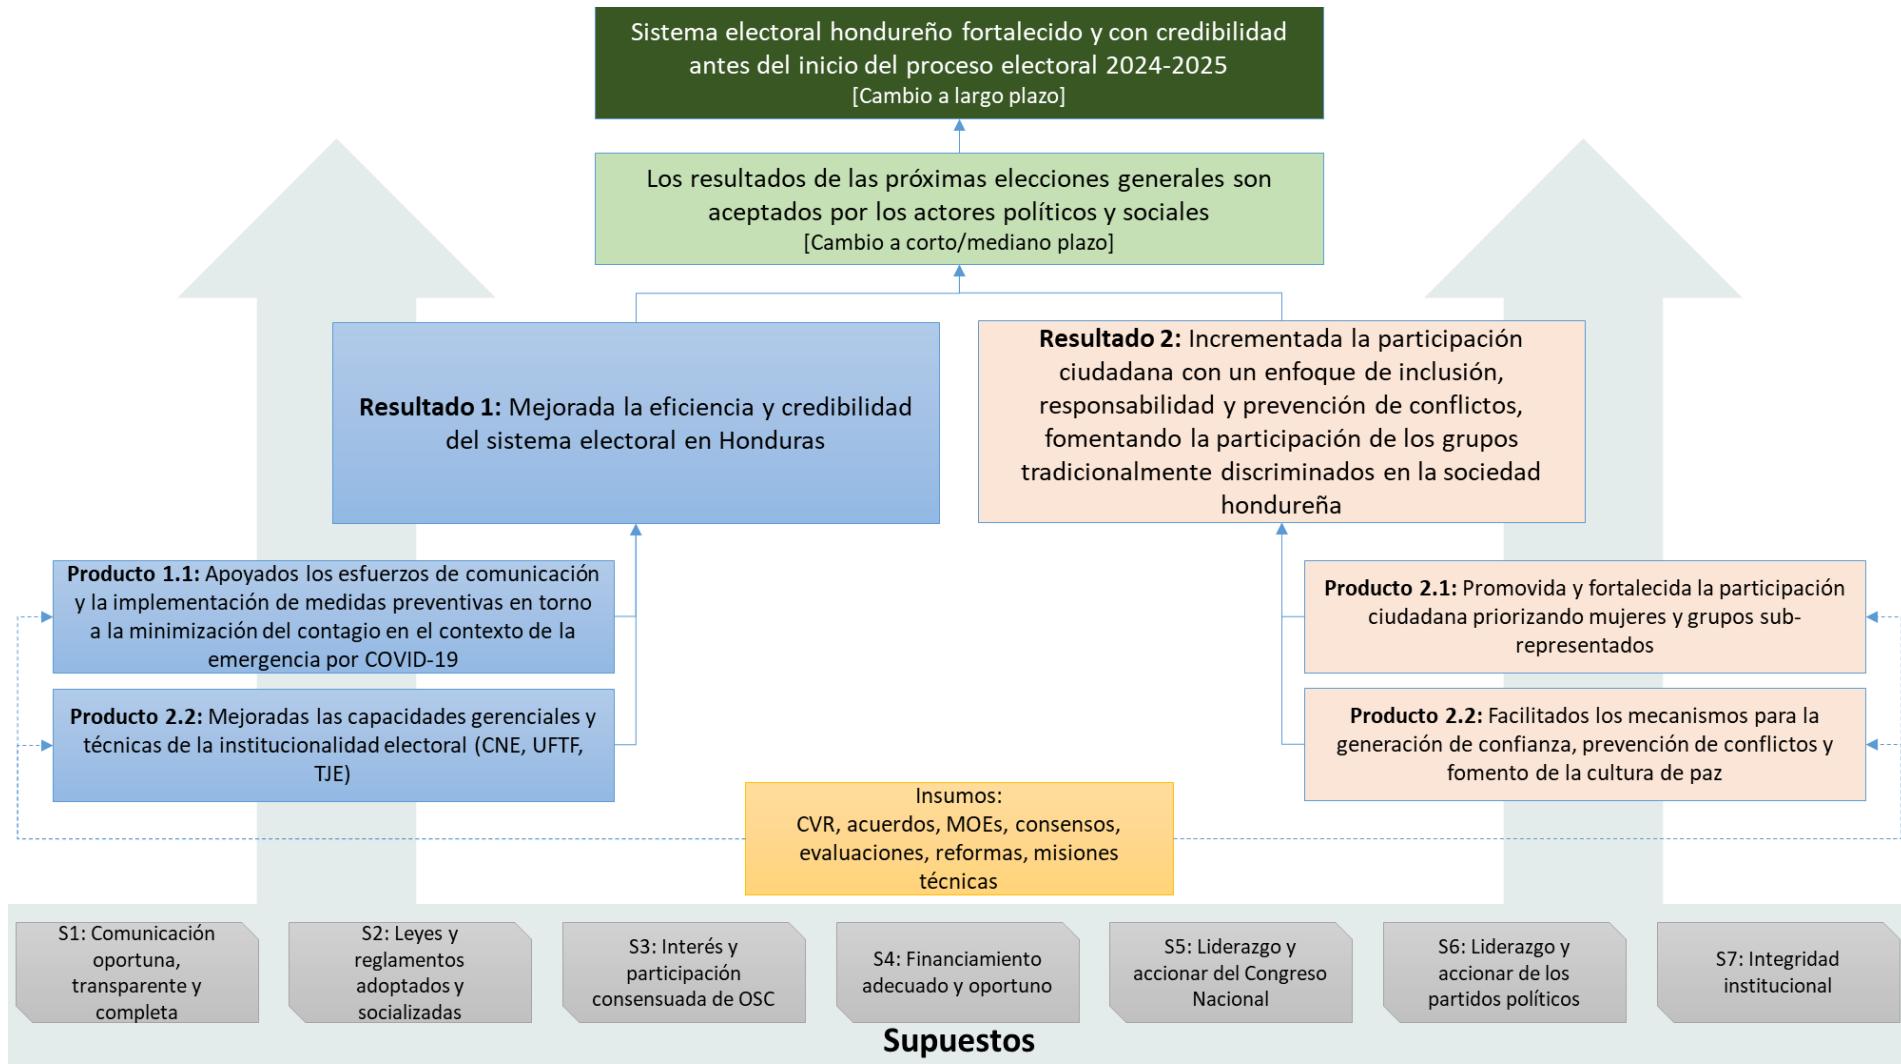 Sistema electoral hondureño fortalecido y con credibilidad
antes del inicio del proceso electoral 2024-2025
[Cambio a largo plazo]
Los resultados de las próximas elecciones generales son
aceptados por los actores políticos y sociales
[Cambio a corto/mediano plazo]
Resultado 1: Mejorada la eficiencia y credibilidad
del sistema electoral en Honduras
Resultado 2: Incrementada la participación
ciudadana con un enfoque de inclusión,
responsabilidad y prevención de conflictos,
fomentando la participación de los grupos
tradicionalmente discriminados en la sociedad
hondureña
Producto 1.1: Apoyados los esfuerzos de comunicación
y la implementación de medidas preventivas en torno
a la minimización del contagio en el contexto de la
emergencia por COVID-19
Producto 2.2: Mejoradas las capacidades gerenciales y
técnicas de la institucionalidad electoral (CNE, UFTF,
TJE)
Producto 2.1: Promovida y fortalecida la participación
ciudadana priorizando mujeres y grupos sub-
representados
Producto 2.2: Facilitados los mecanismos para la
generación de confianza, prevención de conflictos y
fomento de la cultura de paz
Insumos:
CVR, acuerdos, MOEs, consensos,
evaluaciones, reformas, misiones
técnicas
S1: Comunicación
oportuna,
transparente y
completa
S2: Leyes y
reglamentos
adoptados y
socializadas
S3: Interés y
participación
consensuada de OSC
S4: Financiamiento
adecuado y oportuno
S5: Liderazgo y
accionar del Congreso
Nacional
S6: Liderazgo y
accionar de los
partidos políticos
S7: Integridad
institucional
Supuestos